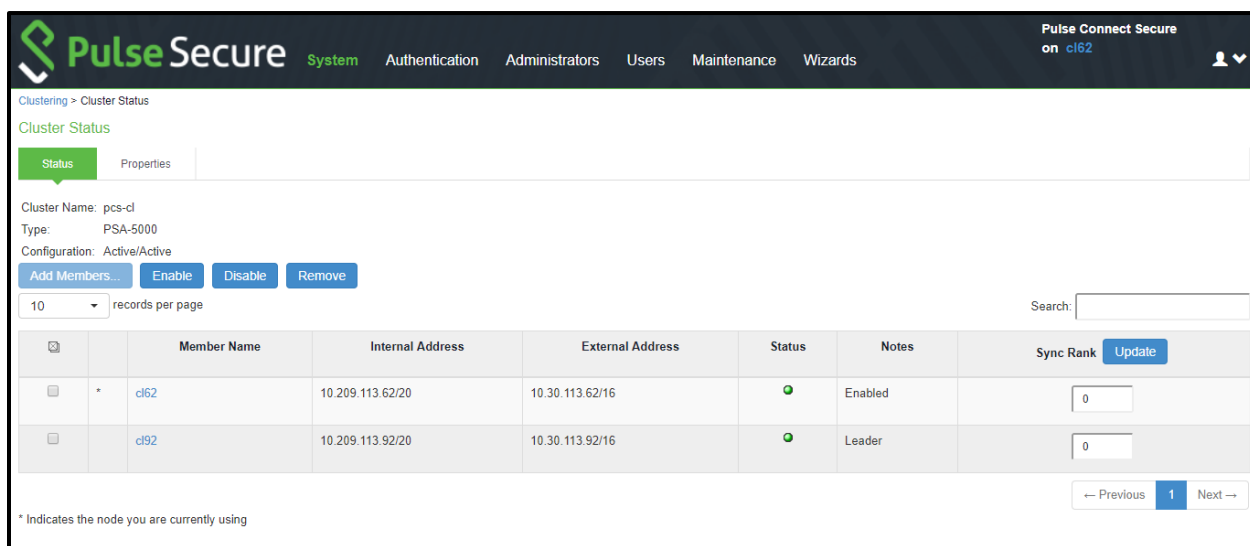 Pulse Secure System Authentication Administrators Users Maintenance Wizards
Pulse Connect Secure
on cl62
Clustering > Cluster Status
Cluster Status
Status Properties
Cluster Name: pcs-cl
Type: PSA-5000
Configuration: Active/Active
Add Members... Enable Disable Remove
10 records per page Search:
Member Name Internal Address External Address Status Notes Sync Rank Update
* cl62 10.209.113.62/20 10.30.113.62/16 Enabled 0
cl92 10.209.113.92/20 10.30.113.92/16 Leader 0
← Previous 1 Next →
* Indicates the node you are currently using